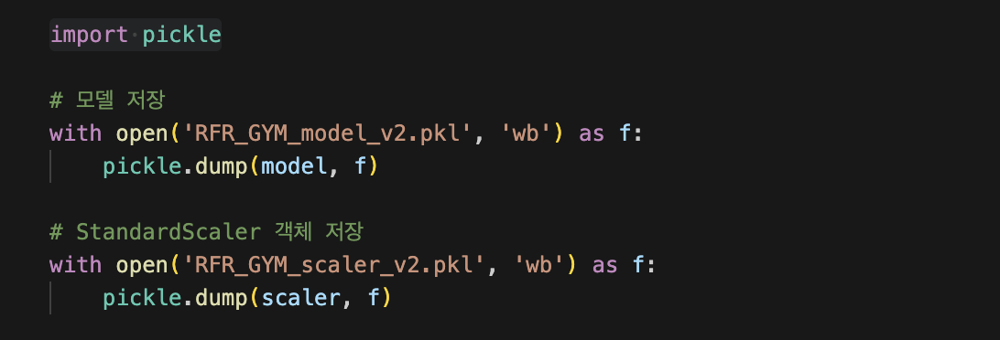 import pickle
# 모델 저장
with open('RFR_GYM_model_v2.pkl', 'wb') as f:
    pickle.dump(model, f)
# StandardScaler 객체 저장
with open('RFR_GYM_scaler_v2.pkl', 'wb') as f:
    pickle.dump(scaler, f)